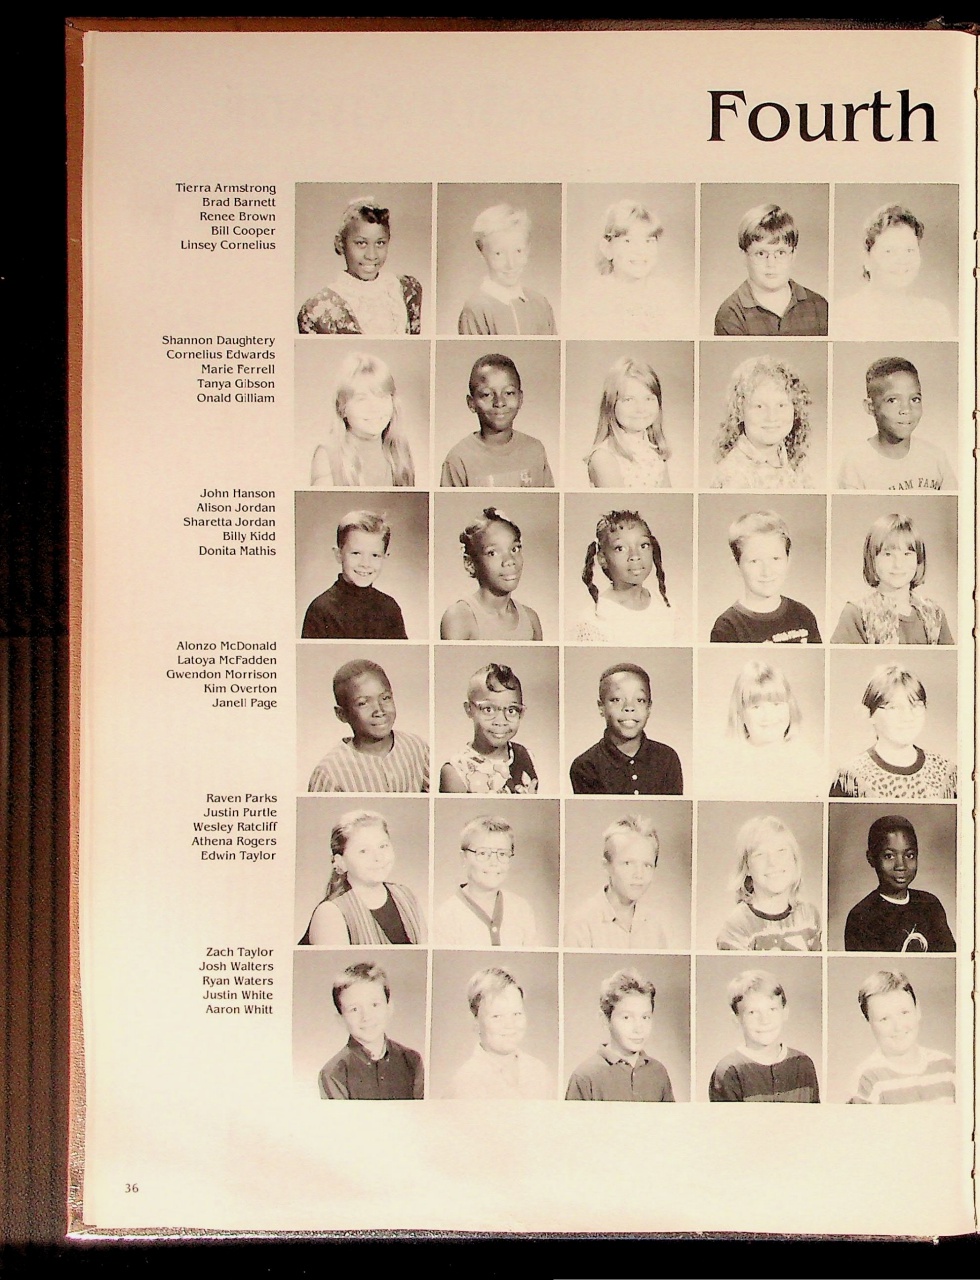 Fourth
Tierra Armstrong
Brad Barnett
Renee Brown
Bill Cooper
Linsey Cornelius
Shannon Daughtery
Cornelius Edwards
Marie Ferrell
Tanya Gibson
Onald Gilliam
John Hanson
Alison Jordan
Sharetta Jordan
Billy Kidd
Donita Mathis
Alonzo McDonald
Latoya McFadden
Gwendon Morrison
Kim Overton
Janell Page
Raven Parks
Justin Purtle
Wesley Ratcliff
Athena Rogers
Edwin Taylor
Zach Taylor
Josh Walters
Ryan Waters
Justin White
Aaron Whitt
36